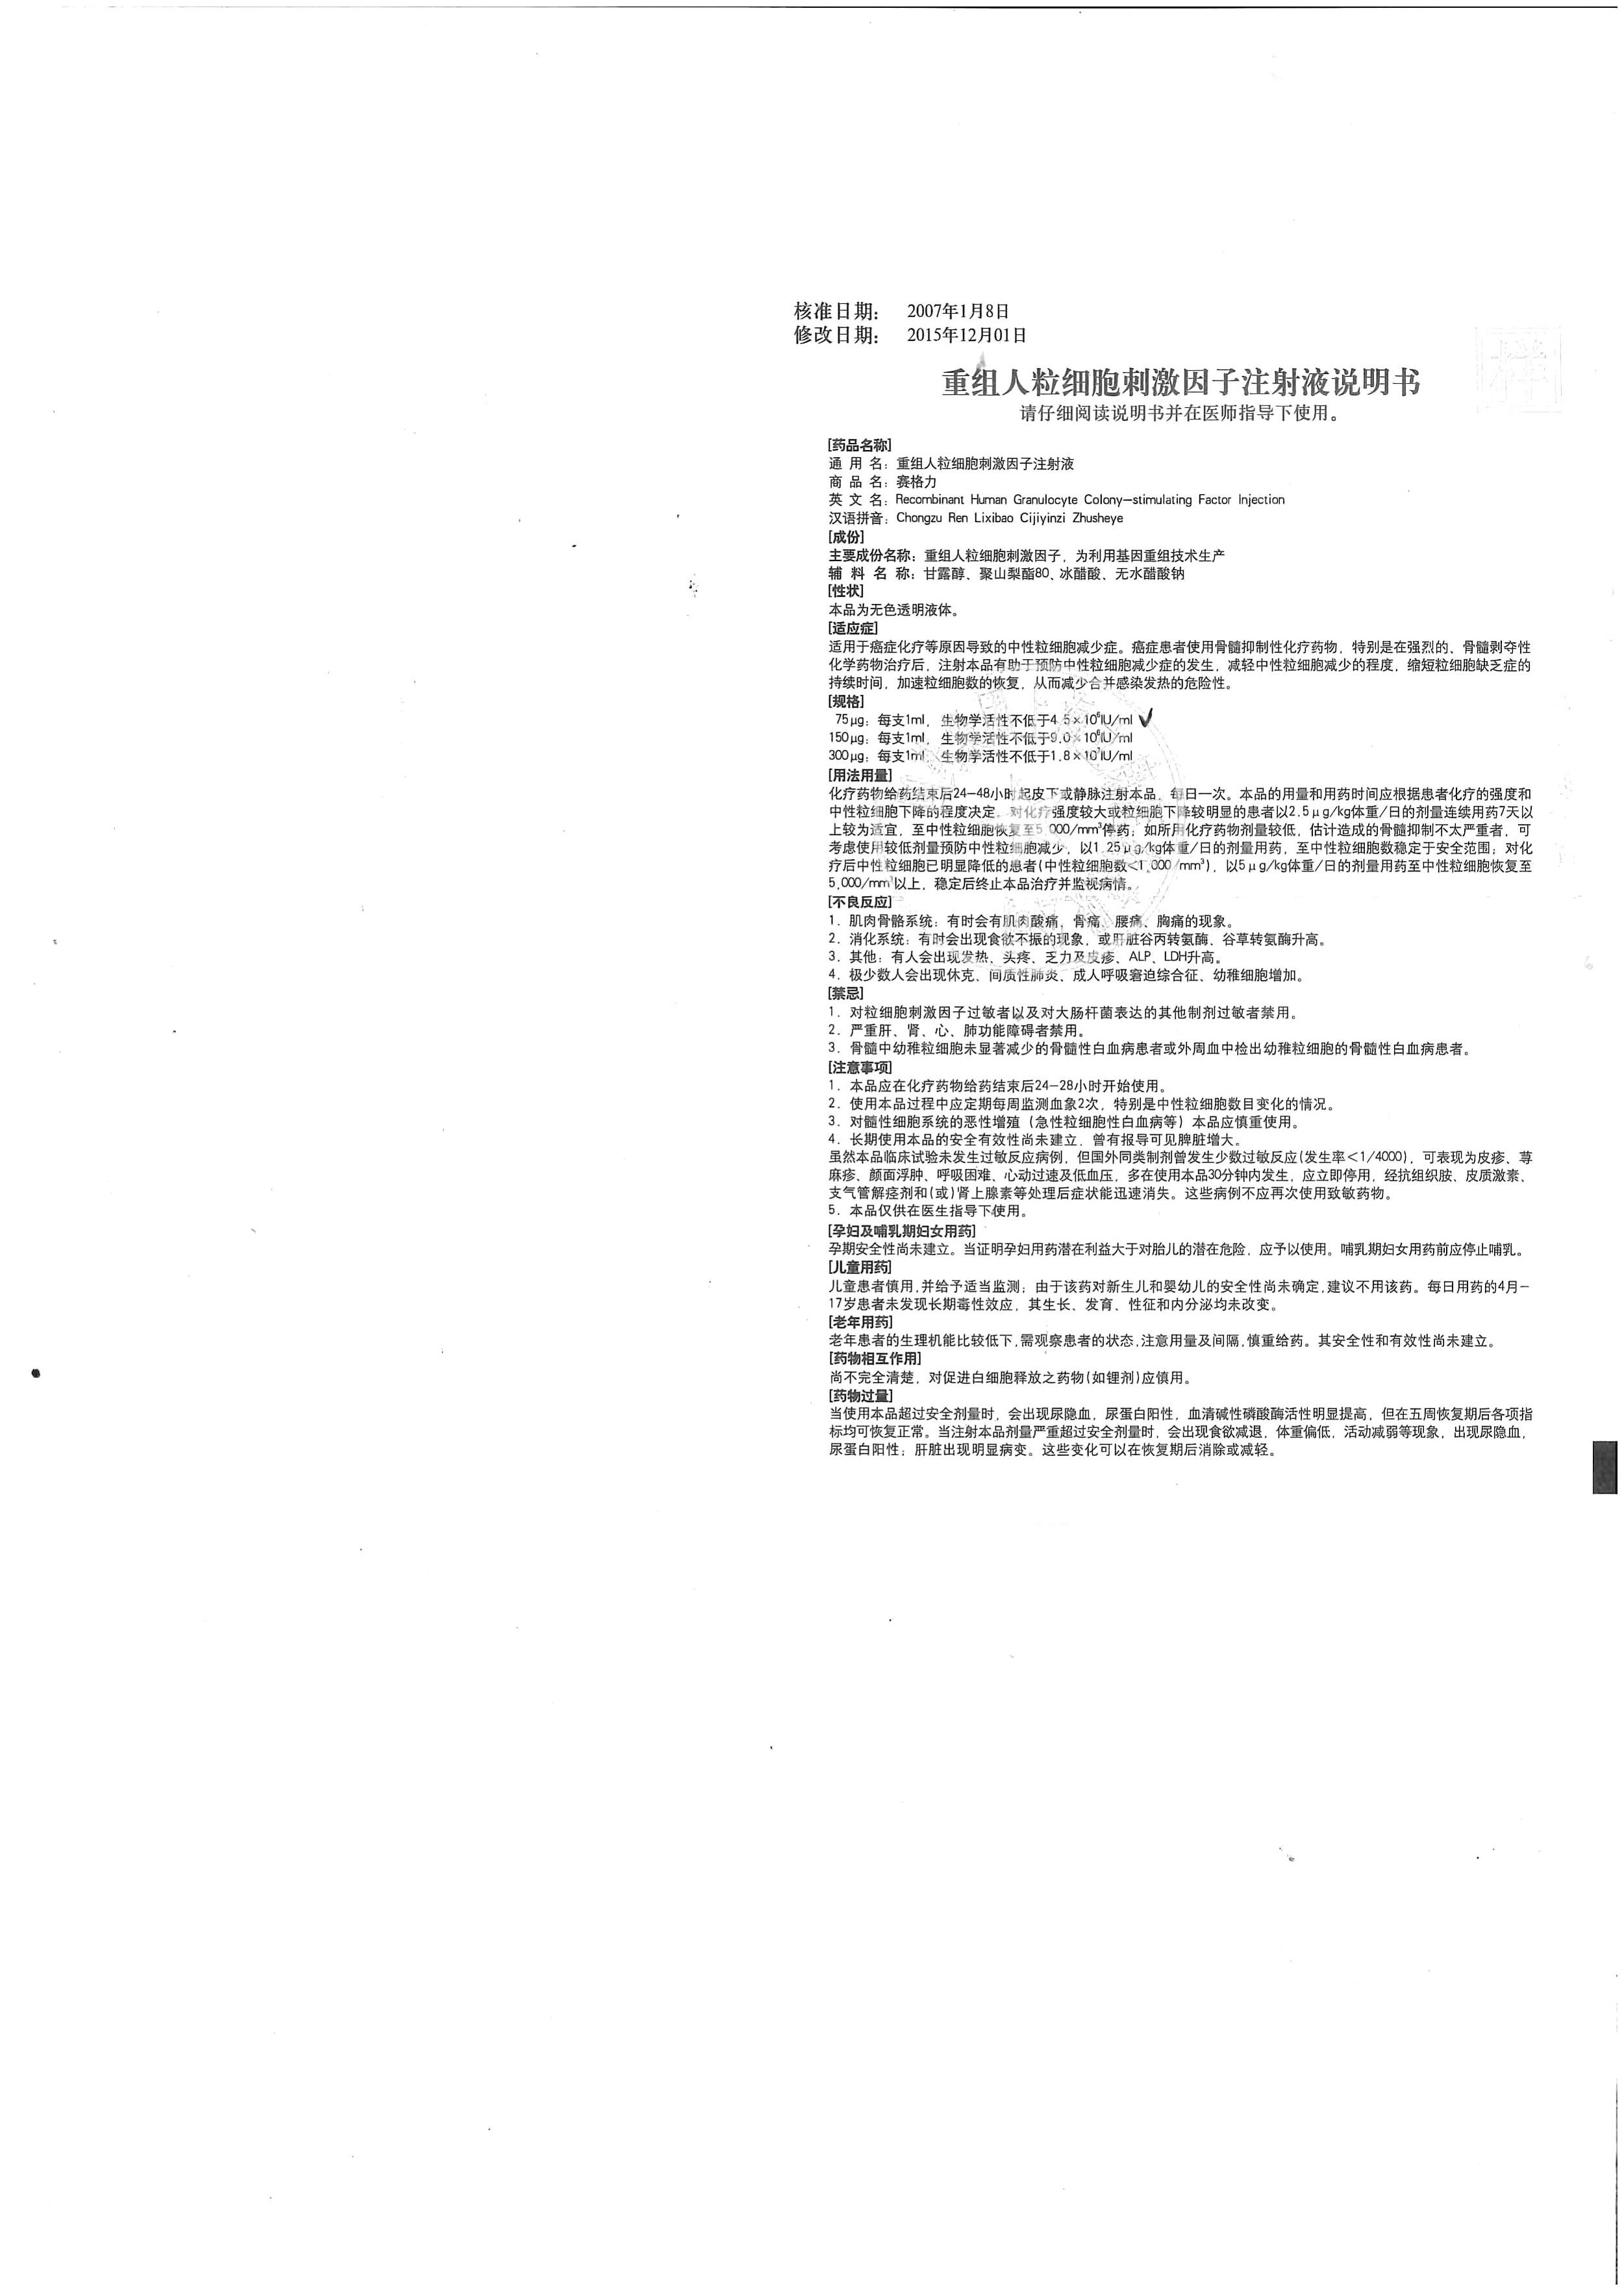 核准日期： 2007年1月8日
修改日期： 2015年12月01日
重组人粒细胞刺激因子注射液说明书
请仔细阅读说明书并在医师指导下使用。
[药品名称]
通 用 名：重组人粒细胞刺激因子注射液
商 品 名：赛格力
英 文 名：Recombinant Human Granulocyte Colony-stimulating Factor Injection
汉语拼音：Chongzu Ren Lixibao Cijiyinzi Zhusheye
[成份]
主要成份名称：重组人粒细胞刺激因子，为利用基因重组技术生产
辅 料 名 称：甘露醇、聚山梨酯80、冰醋酸、无水醋酸钠
[性状]
本品为无色透明液体。
[适应症]
适用于癌症化疗等原因导致的中性粒细胞减少症。癌症患者使用骨髓抑制性化疗药物，特别是在强烈的、骨髓剥夺性
化学药物治疗后，注射本品有助于预防中性粒细胞减少症的发生，减轻中性粒细胞减少的程度，缩短粒细胞缺乏症的
持续时间，加速粒细胞数的恢复，从而减少合并感染发热的危险性。
[规格]
75μg：每支1ml，生物学活性不低于4.5×10⁶IU/ml ✓
150μg：每支1ml，生物学活性不低于9.0×10⁶IU/ml
300μg：每支1ml，生物学活性不低于1.8×10⁷IU/ml
[用法用量]
化疗药物给药结束后24-48小时起皮下或静脉注射本品，每日一次。本品的用量和用药时间应根据患者化疗的强度和
中性粒细胞下降的程度决定。对化疗强度较大或粒细胞下降较明显的患者以2.5μg/kg体重/日的剂量连续用药7天以
上较为适宜，至中性粒细胞恢复至5,000/mm³停药；如所用化疗药物剂量较低，估计造成的骨髓抑制不太严重者，可
考虑使用较低剂量预防中性粒细胞减少，以1.25μg/kg体重/日的剂量用药，至中性粒细胞数稳定于安全范围；对化
疗后中性粒细胞已明显降低的患者(中性粒细胞数<1,000/mm³)，以5μg/kg体重/日的剂量用药至中性粒细胞恢复至
5,000/mm³以上，稳定后终止本品治疗并监视病情。
[不良反应]
1．肌肉骨骼系统：有时会有肌肉酸痛，骨痛、腰痛、胸痛的现象。
2．消化系统：有时会出现食欲不振的现象，或肝脏谷丙转氨酶、谷草转氨酶升高。
3．其他：有人会出现发热、头疼、乏力及皮疹、ALP、LDH升高。
4．极少数人会出现休克、间质性肺炎、成人呼吸窘迫综合征、幼稚细胞增加。
[禁忌]
1．对粒细胞刺激因子过敏者以及对大肠杆菌表达的其他制剂过敏者禁用。
2．严重肝、肾、心、肺功能障碍者禁用。
3．骨髓中幼稚粒细胞未显著减少的骨髓性白血病患者或外周血中检出幼稚粒细胞的骨髓性白血病患者。
[注意事项]
1．本品应在化疗药物给药结束后24-28小时开始使用。
2．使用本品过程中应定期每周监测血象2次，特别是中性粒细胞数目变化的情况。
3．对髓性细胞系统的恶性增殖（急性粒细胞性白血病等）本品应慎重使用。
4．长期使用本品的安全有效性尚未建立，曾有报导可见脾脏增大。
虽然本品临床试验未发生过敏反应病例，但国外同类制剂曾发生少数过敏反应(发生率<1/4000)，可表现为皮疹、荨
麻疹、颜面浮肿、呼吸困难、心动过速及低血压，多在使用本品30分钟内发生，应立即停用，经抗组织胺、皮质激素、
支气管解痉剂和(或)肾上腺素等处理后症状能迅速消失。这些病例不应再次使用致敏药物。
5．本品仅供在医生指导下使用。
[孕妇及哺乳期妇女用药]
孕期安全性尚未建立。当证明孕妇用药潜在利益大于对胎儿的潜在危险，应予以使用。哺乳期妇女用药前应停止哺乳。
[儿童用药]
儿童患者慎用，并给予适当监测；由于该药对新生儿和婴幼儿的安全性尚未确定，建议不用该药。每日用药的4月-
17岁患者未发现长期毒性效应，其生长、发育、性征和内分泌均未改变。
[老年用药]
老年患者的生理机能比较低下，需观察患者的状态，注意用量及间隔，慎重给药。其安全性和有效性尚未建立。
[药物相互作用]
尚不完全清楚，对促进白细胞释放之药物(如锂剂)应慎用。
[药物过量]
当使用本品超过安全剂量时，会出现尿隐血，尿蛋白阳性，血清碱性磷酸酶活性明显提高，但在五周恢复期后各项指
标均可恢复正常。当注射本品剂量严重超过安全剂量时，会出现食欲减退，体重偏低，活动减弱等现象，出现尿隐血，
尿蛋白阳性；肝脏出现明显病变。这些变化可以在恢复期后消除或减轻。